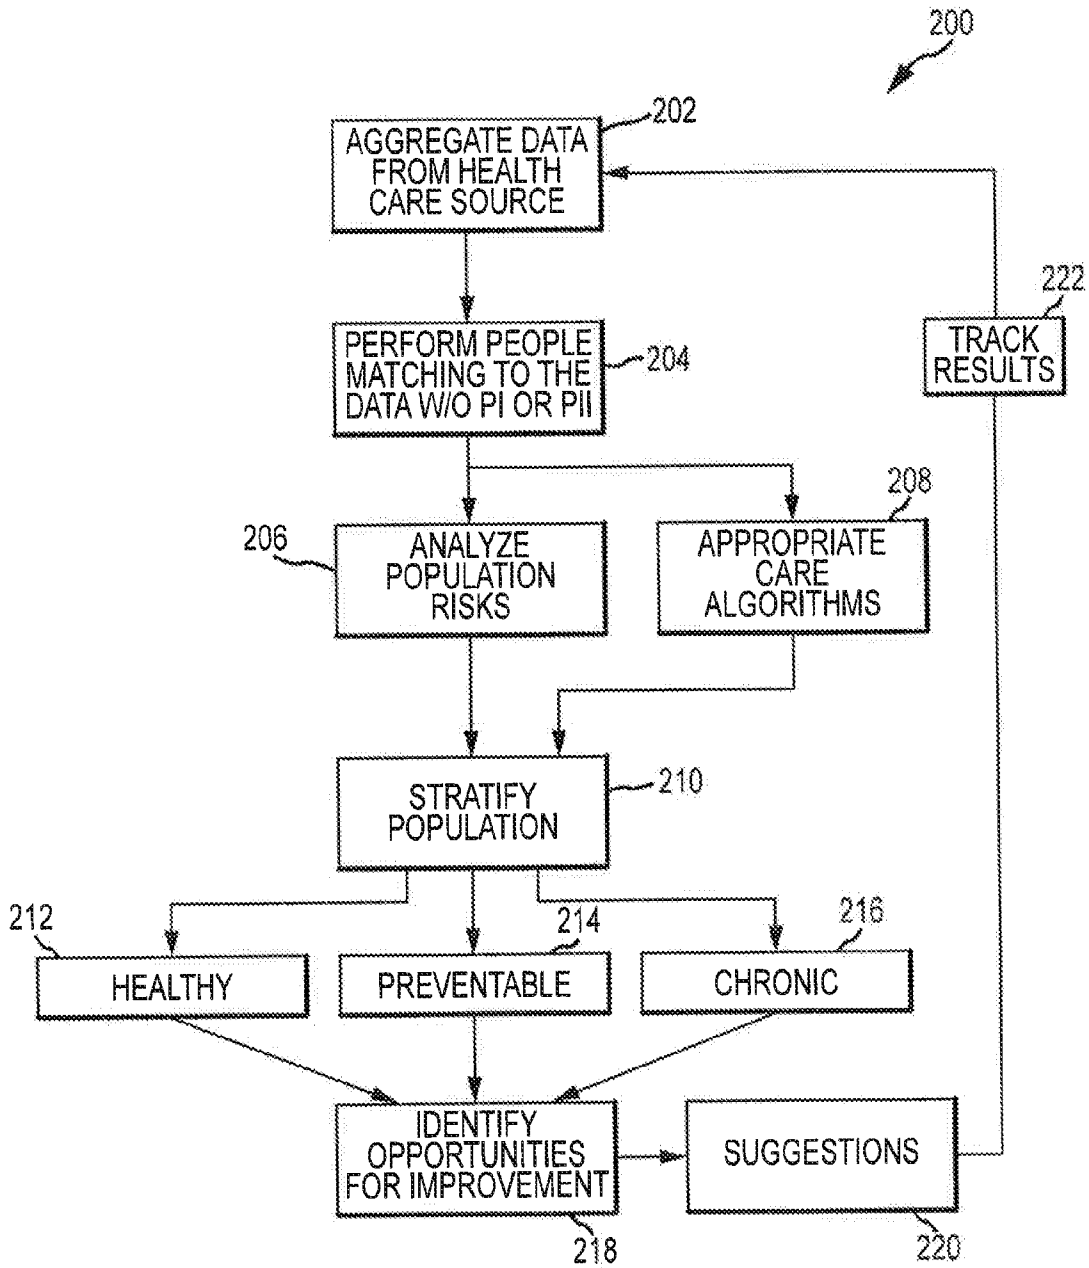 200
202
AGGREGATE DATA
FROM HEALTH
CARE SOURCE
222
TRACK
RESULTS
PERFORM PEOPLE
MATCHING TO THE
DATA W/O PI OR PII
204
208
206
ANALYZE
POPULATION
RISKS
APPROPRIATE
CARE
ALGORITHMS
STRATIFY
POPULATION
210
212
214
216
HEALTHY
PREVENTABLE
CHRONIC
IDENTIFY
OPPORTUNITIES
FOR IMPROVEMENT
SUGGESTIONS
218
220